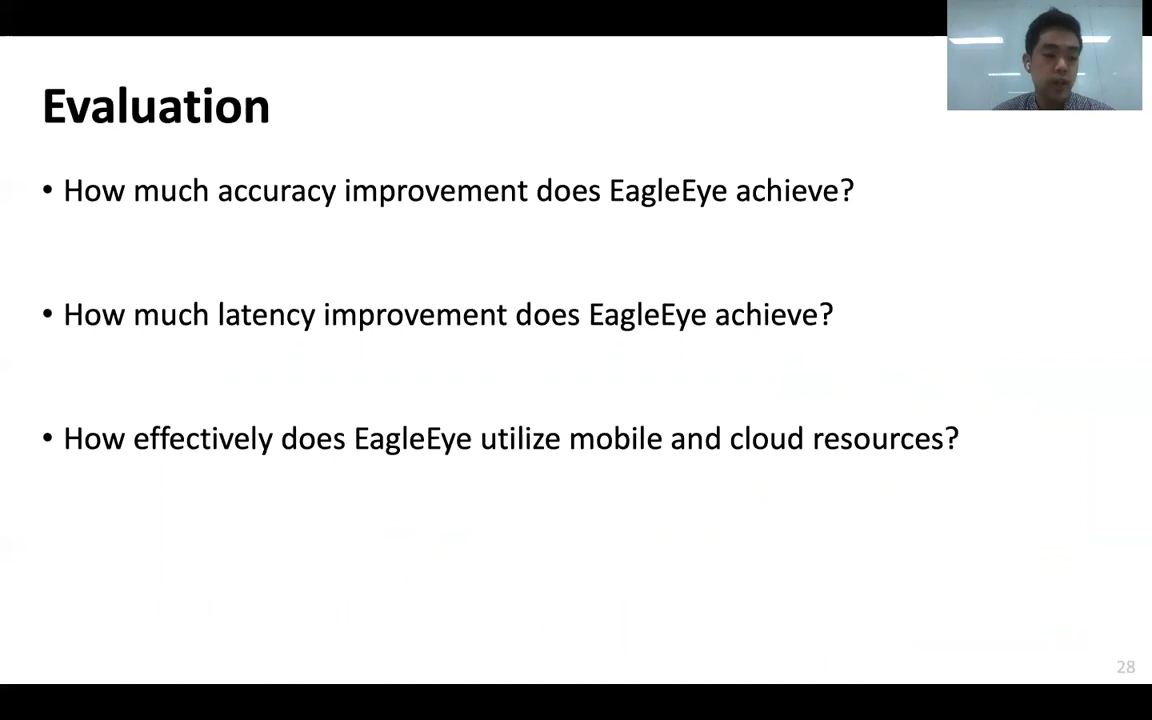 Evaluation
• How much accuracy improvement does EagleEye achieve?
• How much latency improvement does EagleEye achieve?
• How effectively does EagleEye utilize mobile and cloud resources?
28